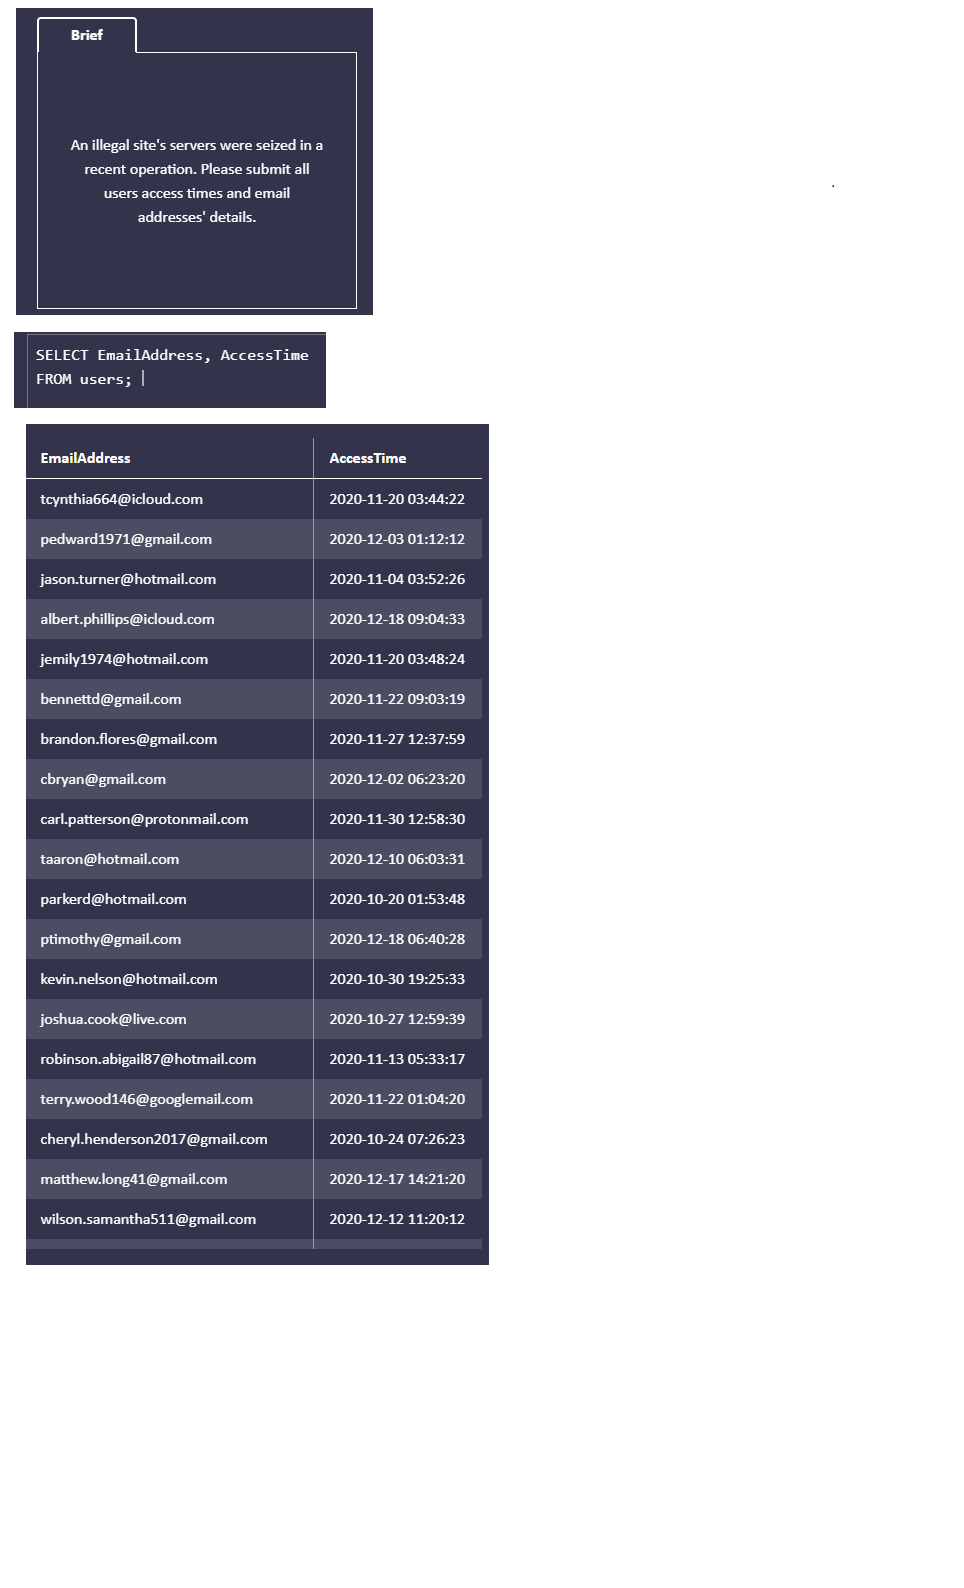 Brief
An illegal site's servers were seized in a
recent operation. Please submit all
users access times and email
addresses' details.
.
SELECT EmailAddress, AccessTime
FROM users;
EmailAddress AccessTime
tcynthia664@icloud.com 2020-11-20 03:44:22
pedward1971@gmail.com 2020-12-03 01:12:12
jason.turner@hotmail.com 2020-11-04 03:52:26
albert.phillips@icloud.com 2020-12-18 09:04:33
jemily1974@hotmail.com 2020-11-20 03:48:24
bennettd@gmail.com 2020-11-22 09:03:19
brandon.flores@gmail.com 2020-11-27 12:37:59
cbryan@gmail.com 2020-12-02 06:23:20
carl.patterson@protonmail.com 2020-11-30 12:58:30
taaron@hotmail.com 2020-12-10 06:03:31
parkerd@hotmail.com 2020-10-20 01:53:48
ptimothy@gmail.com 2020-12-18 06:40:28
kevin.nelson@hotmail.com 2020-10-30 19:25:33
joshua.cook@live.com 2020-10-27 12:59:39
robinson.abigail87@hotmail.com 2020-11-13 05:33:17
terry.wood146@googlemail.com 2020-11-22 01:04:20
cheryl.henderson2017@gmail.com 2020-10-24 07:26:23
matthew.long41@gmail.com 2020-12-17 14:21:20
wilson.samantha511@gmail.com 2020-12-12 11:20:12